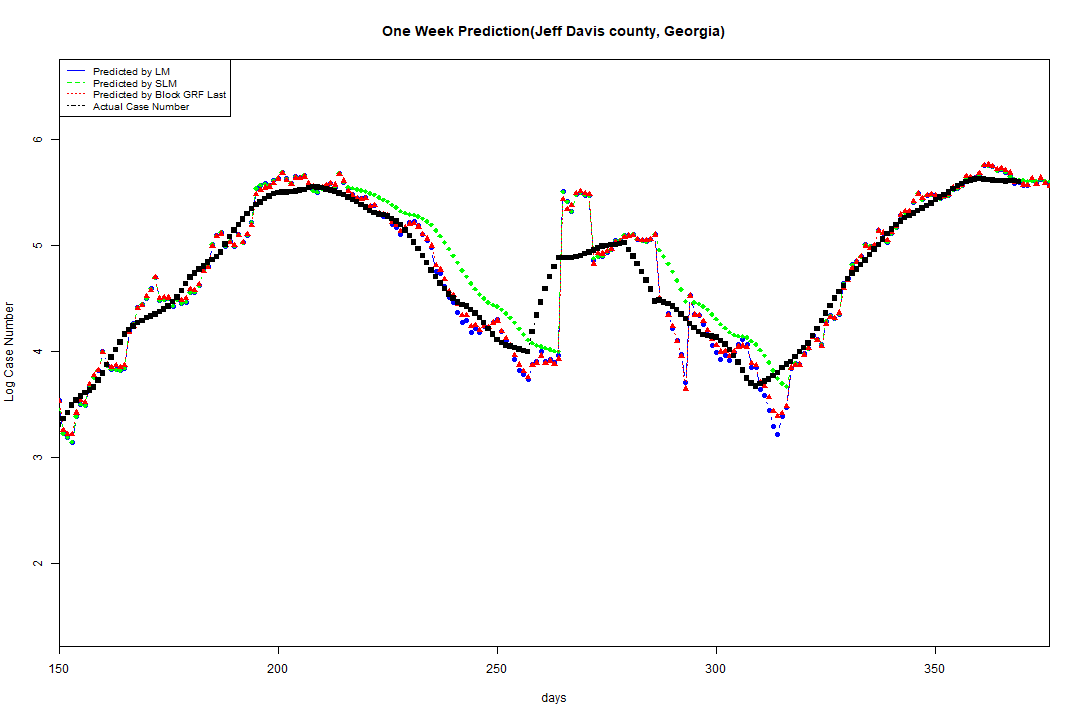 One Week Prediction(Jeff Davis county, Georgia)
Predicted by LM
Predicted by SLM
Predicted by Block GRF Last
Actual Case Number
Log Case Number
6
5
4
3
2
150 200 250 300 350
days